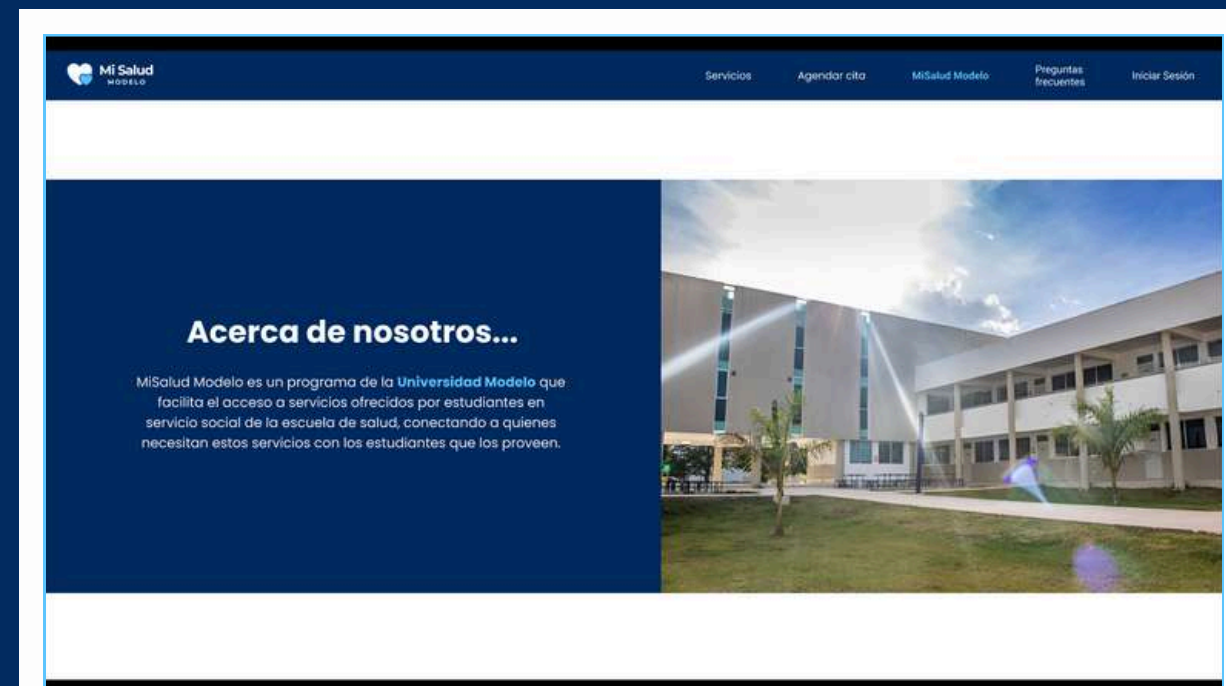 Mi Salud
MODELO
Servicios
Agendar cita
MiSalud Modelo
Preguntas
frecuentes
Iniciar Sesión
Acerca de nosotros...
MiSalud Modelo es un programa de la Universidad Modelo que
facilita el acceso a servicios ofrecidos por estudiantes en
servicio social de la escuela de salud, conectando a quienes
necesitan estos servicios con los estudiantes que los proveen.